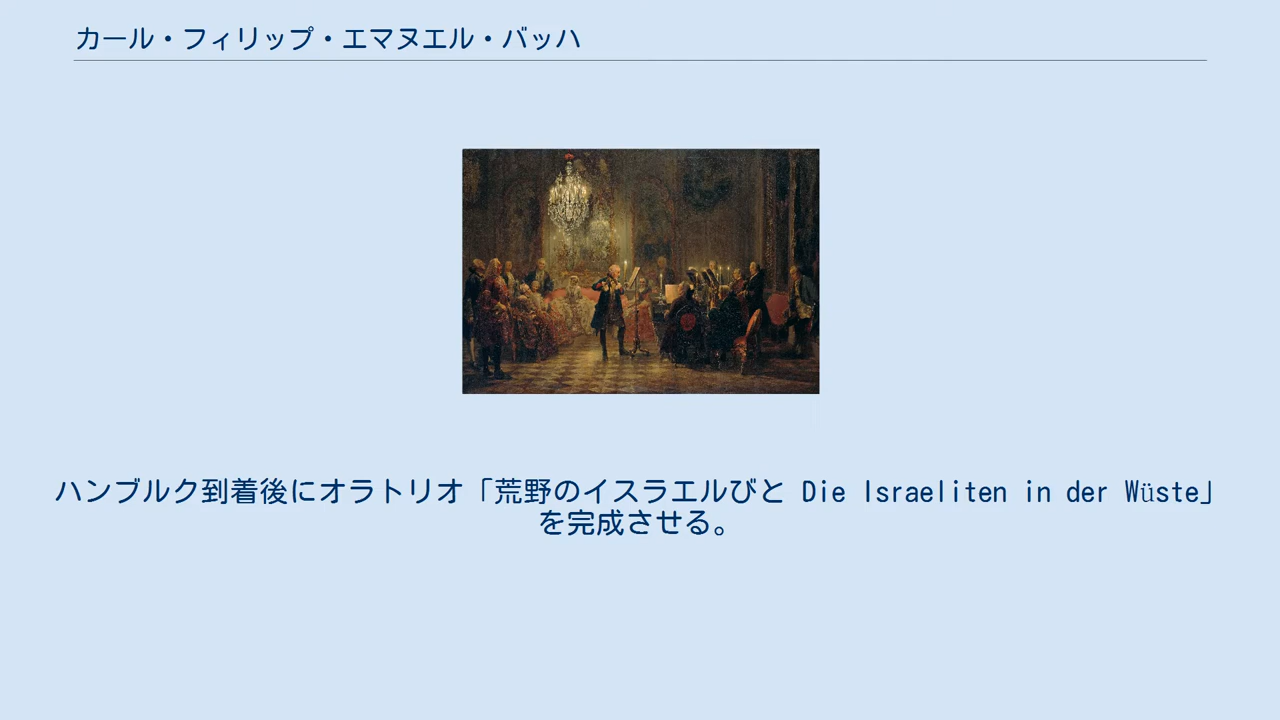 カール・フィリップ・エマヌエル・バッハ
ハンブルク到着後にオラトリオ「荒野のイスラエルびと Die Israeliten in der Wüste」
を完成させる。